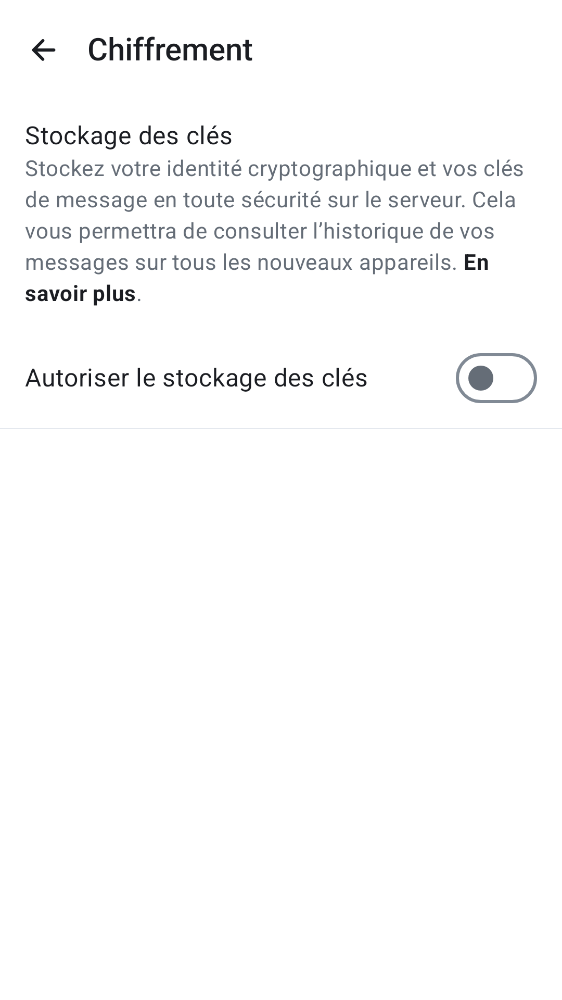 Chiffrement
Stockage des clés
Stockez votre identité cryptographique et vos clés
de message en toute sécurité sur le serveur. Cela
vous permettra de consulter l’historique de vos
messages sur tous les nouveaux appareils. En
savoir plus.
Autoriser le stockage des clés